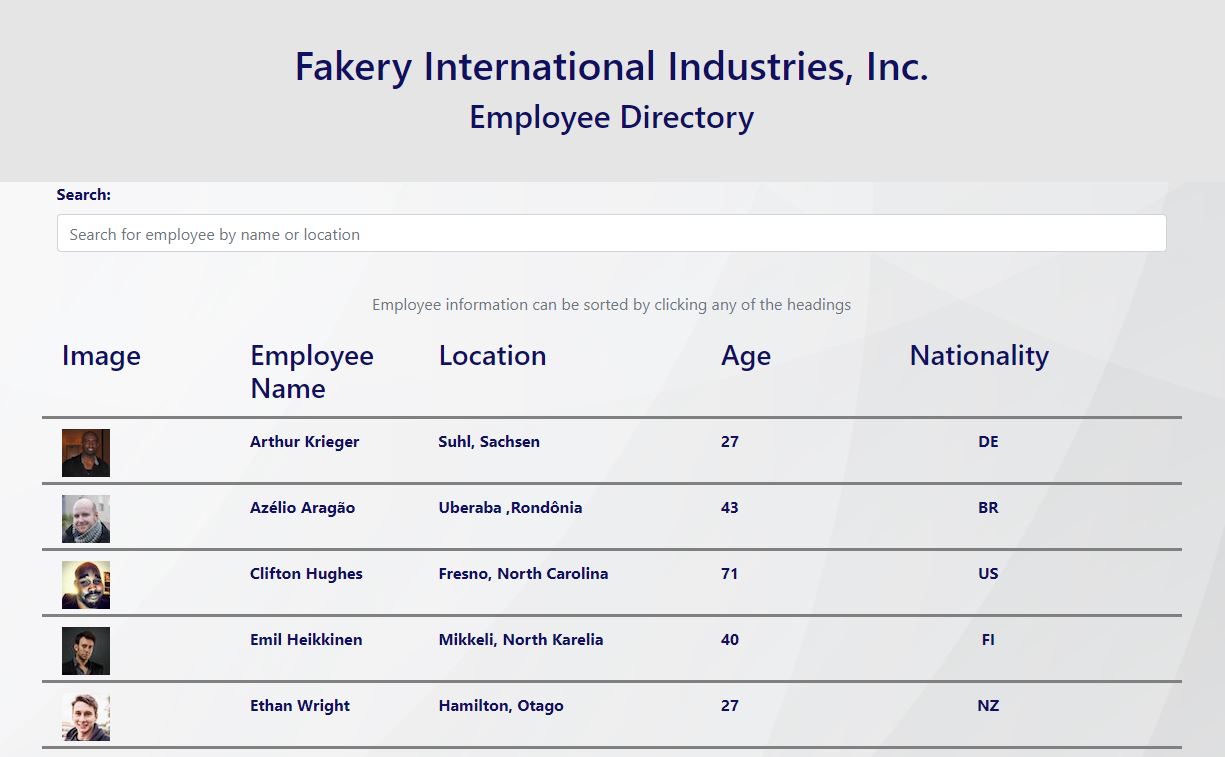 Fakery International Industries, Inc.
Employee Directory
Search:
Search for employee by name or location
Employee information can be sorted by clicking any of the headings
Image Employee Name Location Age Nationality
Arthur Krieger Suhl, Sachsen 27 DE
Azélio Aragão Uberaba ,Rondônia 43 BR
Clifton Hughes Fresno, North Carolina 71 US
Emil Heikkinen Mikkeli, North Karelia 40 FI
Ethan Wright Hamilton, Otago 27 NZ